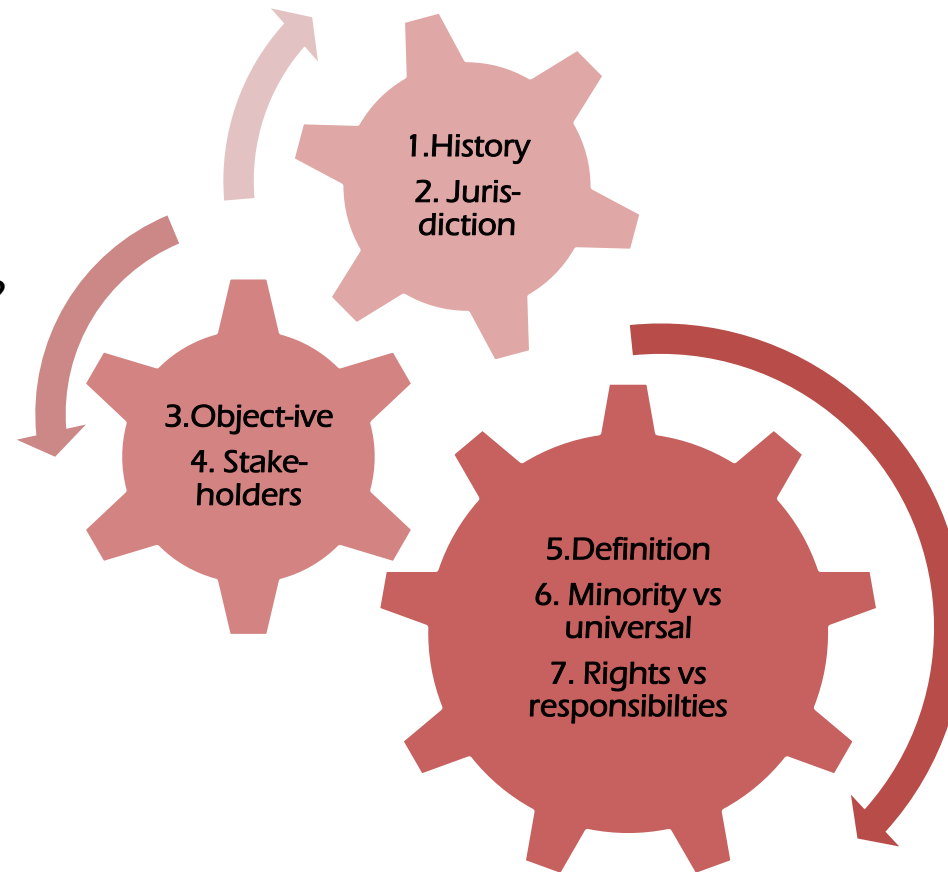 1.History
2. Juris-
diction
?
3.Object-ive
4. Stake-
holders
5.Definition
6. Minority vs
universal
7. Rights vs
responsibilties